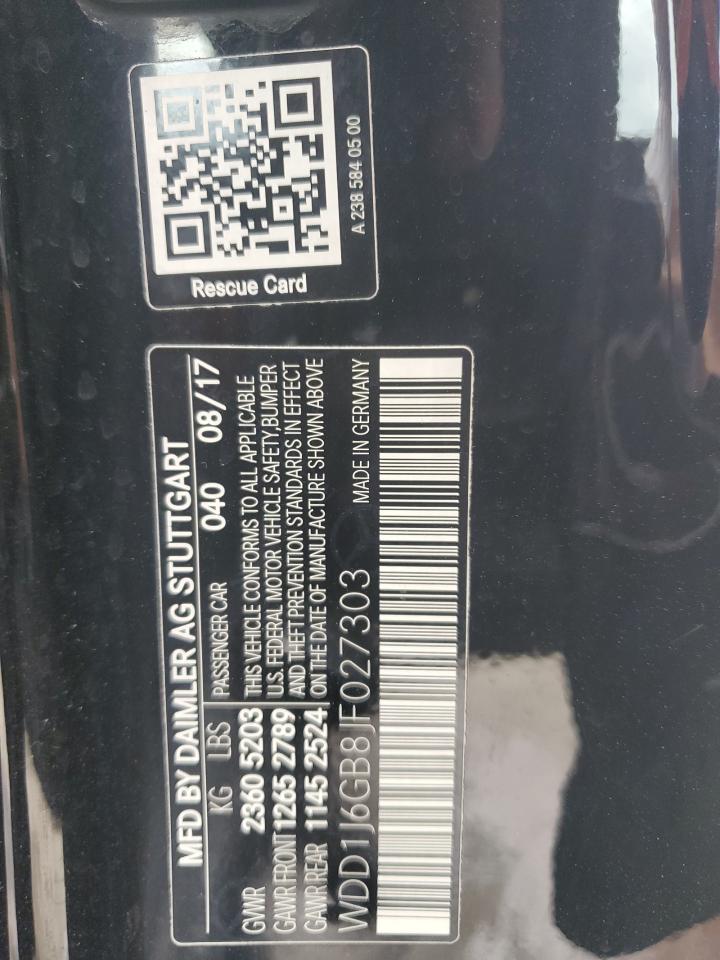 MFD BY DAIMLER AG STUTTGART
KG LBS PASSENGER CAR 040 08/17
GVWR 2360 5203 THIS VEHICLE CONFORMS TO ALL APPLICABLE
GAWR FRONT 1265 2789 U.S. FEDERAL MOTOR VEHICLE SAFETY,BUMPER
GAWR REAR 1145 2524 AND THEFT PREVENTION STANDARDS IN EFFECT
ON THE DATE OF MANUFACTURE SHOWN ABOVE
WDD1J6GB8JF027303 MADE IN GERMANY
Rescue Card
A 238 584 05 00